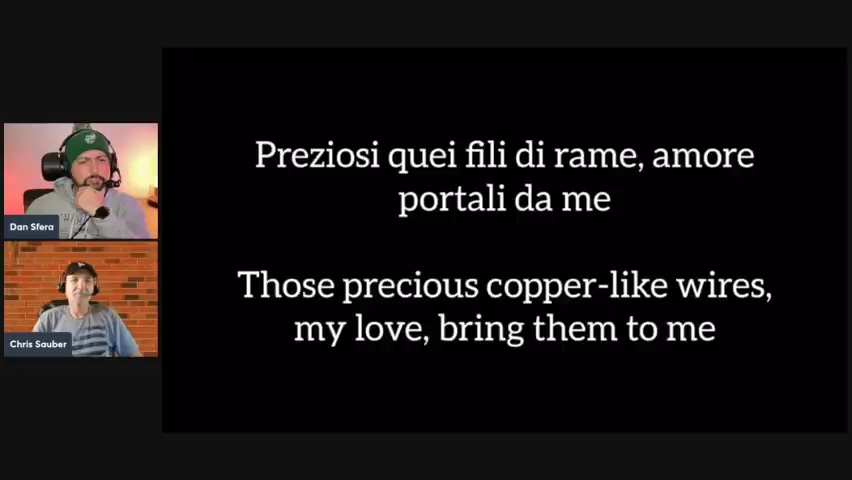 Dan Sfera
Chris Sauber
Preziosi quei fili di rame, amore
portali da me
Those precious copper-like wires,
my love, bring them to me